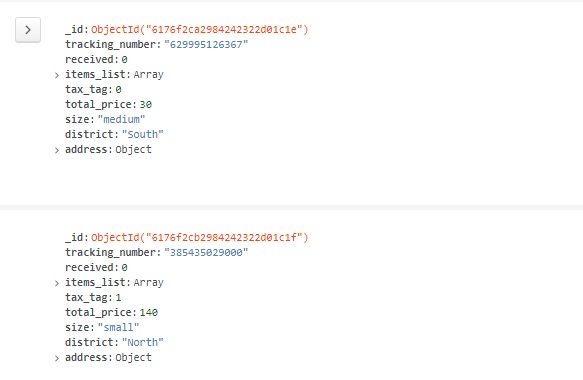 _id: ObjectId("6176f2ca2984242322d01c1e")
tracking_number: "629995126367"
received: 0
> items_list: Array
tax_tag: 0
total_price: 30
size: "medium"
district: "South"
> address: Object
_id: ObjectId("6176f2cb2984242322d01c1f")
tracking_number: "385435029000"
received: 0
> items_list: Array
tax_tag: 1
total_price: 140
size: "small"
district: "North"
> address: Object